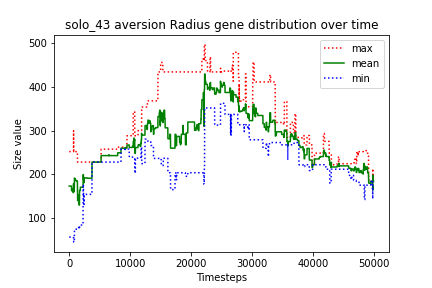 solo_43 aversion Radius gene distribution over time
max
mean
min
Size value
500
400
300
200
100
0
10000
20000
30000
40000
50000
Timesteps